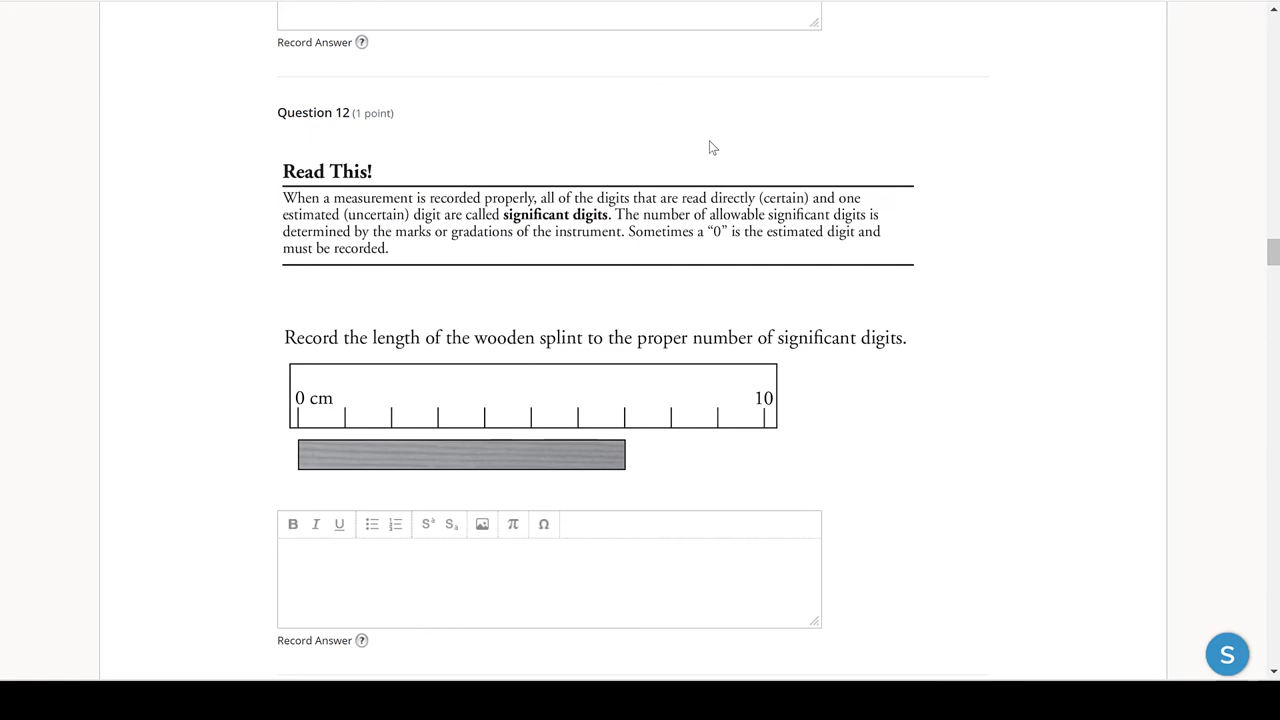 Record Answer ?
Question 12 (1 point)
Read This!
When a measurement is recorded properly, all of the digits that are read directly (certain) and one
estimated (uncertain) digit are called significant digits. The number of allowable significant digits is
determined by the marks or gradations of the instrument. Sometimes a “0” is the estimated digit and
must be recorded.
Record the length of the wooden splint to the proper number of significant digits.
0 cm 10
B I U Sᵃ Sₐ π Ω
Record Answer ?
S